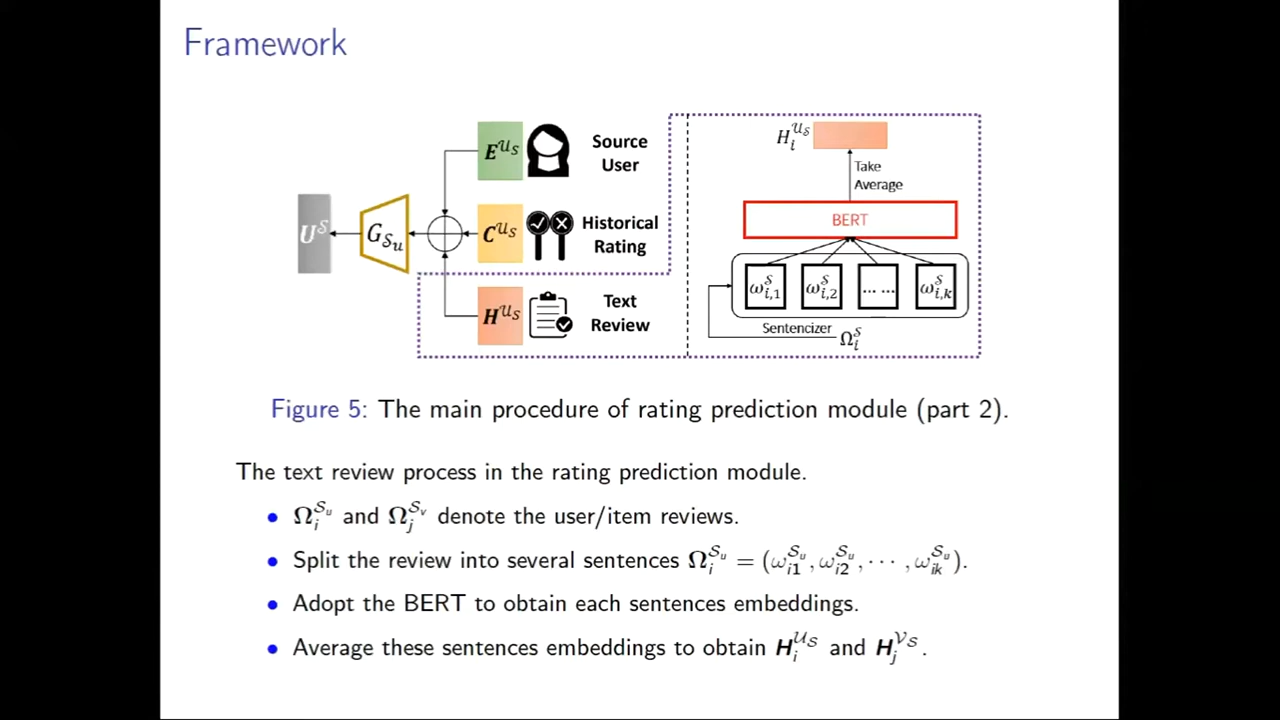 Framework
E^{U_S}
Source
User
U^S
G_{S_u}
C^{U_S}
Historical
Rating
H^{U_S}
Text
Review
H_i^{U_S}
Take
Average
BERT
ω_{i,1}^S ω_{i,2}^S ... ... ω_{i,k}^S
Sentencizer
Ω_i^S
Figure 5: The main procedure of rating prediction module (part 2).
The text review process in the rating prediction module.
• Ω_i^{S_u} and Ω_j^{S_v} denote the user/item reviews.
• Split the review into several sentences Ω_i^{S_u} = (ω_{i1}^{S_u}, ω_{i2}^{S_u}, ⋯ , ω_{ik}^{S_u}).
• Adopt the BERT to obtain each sentences embeddings.
• Average these sentences embeddings to obtain H_i^{U_S} and H_j^{V_S}.